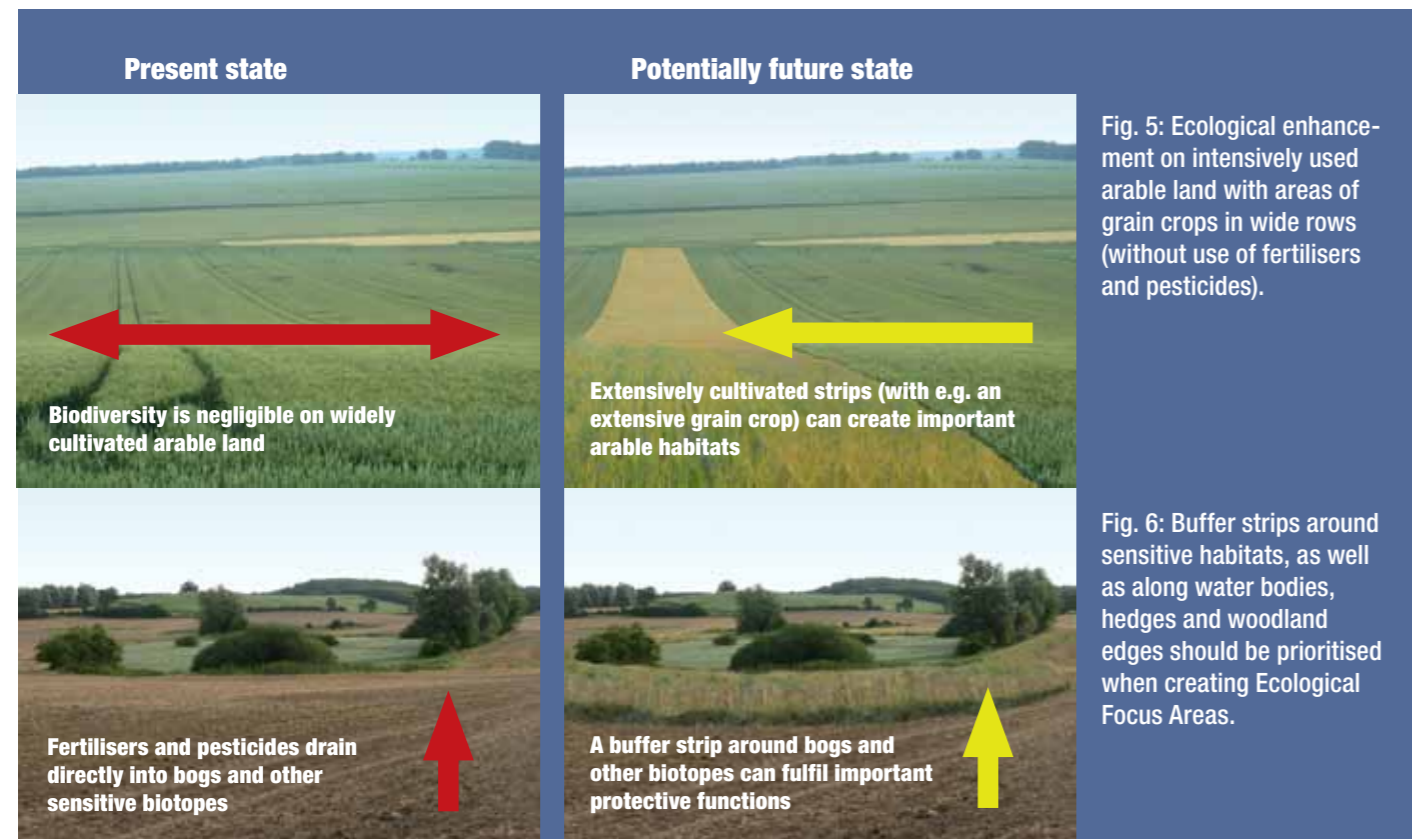 Present state
Potentially future state
Biodiversity is negligible on widely
cultivated arable land
Extensively cultivated strips (with e.g. an
extensive grain crop) can create important
arable habitats
Fig. 5: Ecological enhance-
ment on intensively used
arable land with areas of
grain crops in wide rows
(without use of fertilisers
and pesticides).
Fertilisers and pesticides drain
directly into bogs and other
sensitive biotopes
A buffer strip around bogs and
other biotopes can fulfil important
protective functions
Fig. 6: Buffer strips around
sensitive habitats, as well
as along water bodies,
hedges and woodland
edges should be prioritised
when creating Ecological
Focus Areas.